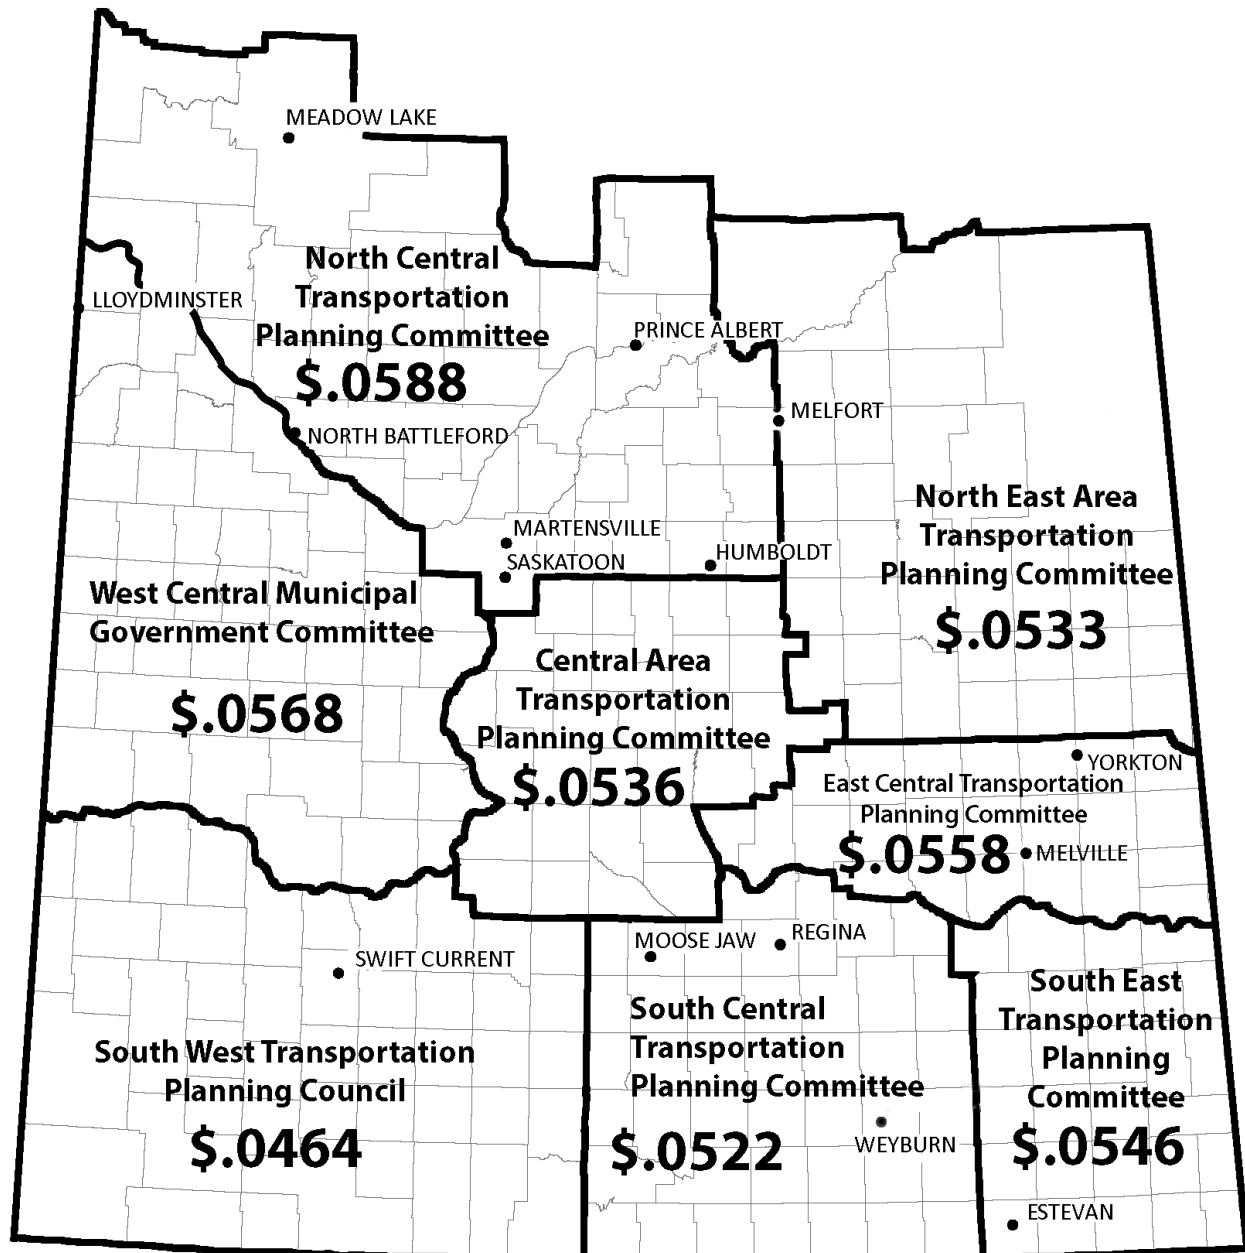 MEADOW LAKE
North Central
Transportation
Planning Committee
$.0588
LLOYDMINSTER
PRINCE ALBERT
MELFORT
NORTH BATTLEFORD
North East Area
Transportation
Planning Committee
$.0533
MARTENSVILLE
SASKATOON
HUMBOLDT
West Central Municipal
Government Committee
$.0568
Central Area
Transportation
Planning Committee
$.0536
YORKTON
East Central Transportation
Planning Committee
$.0558
MELVILLE
MOOSE JAW
REGINA
SWIFT CURRENT
South West Transportation
Planning Council
$.0464
South Central
Transportation
Planning Committee
$.0522
WEYBURN
South East
Transportation
Planning
Committee
$.0546
ESTEVAN